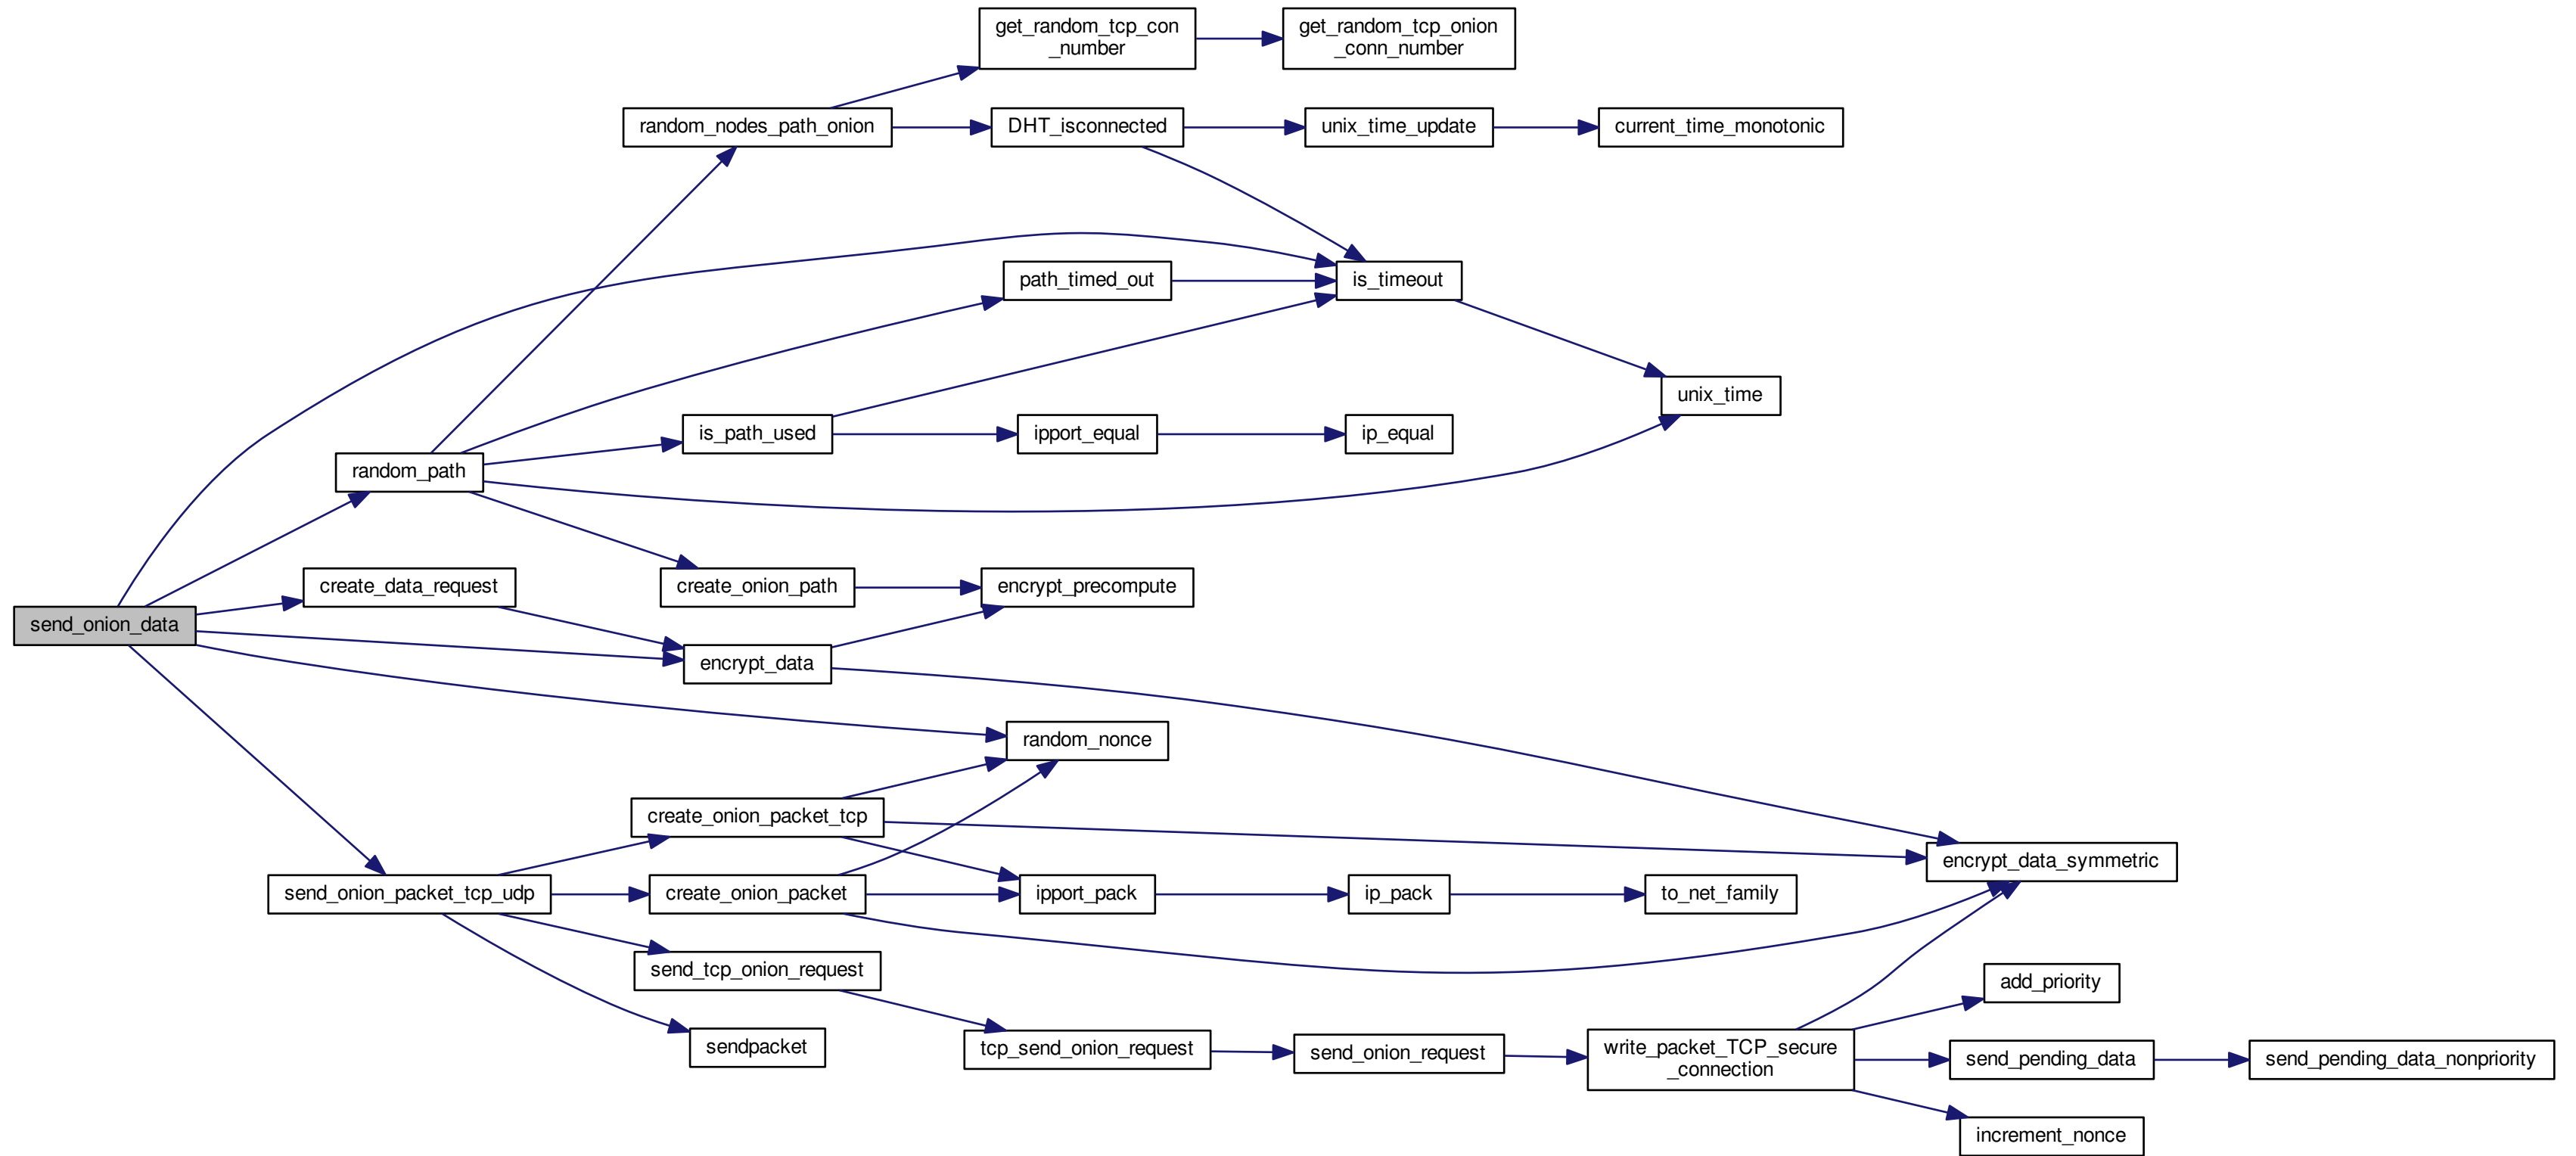 get_random_tcp_con
_number
get_random_tcp_onion
_conn_number
random_nodes_path_onion
DHT_isconnected
unix_time_update
current_time_monotonic
path_timed_out
is_timeout
unix_time
is_path_used
ipport_equal
ip_equal
random_path
create_data_request
create_onion_path
encrypt_precompute
send_onion_data
encrypt_data
random_nonce
create_onion_packet_tcp
encrypt_data_symmetric
send_onion_packet_tcp_udp
create_onion_packet
ipport_pack
ip_pack
to_net_family
send_tcp_onion_request
add_priority
sendpacket
tcp_send_onion_request
send_onion_request
write_packet_TCP_secure
_connection
send_pending_data
send_pending_data_nonpriority
increment_nonce